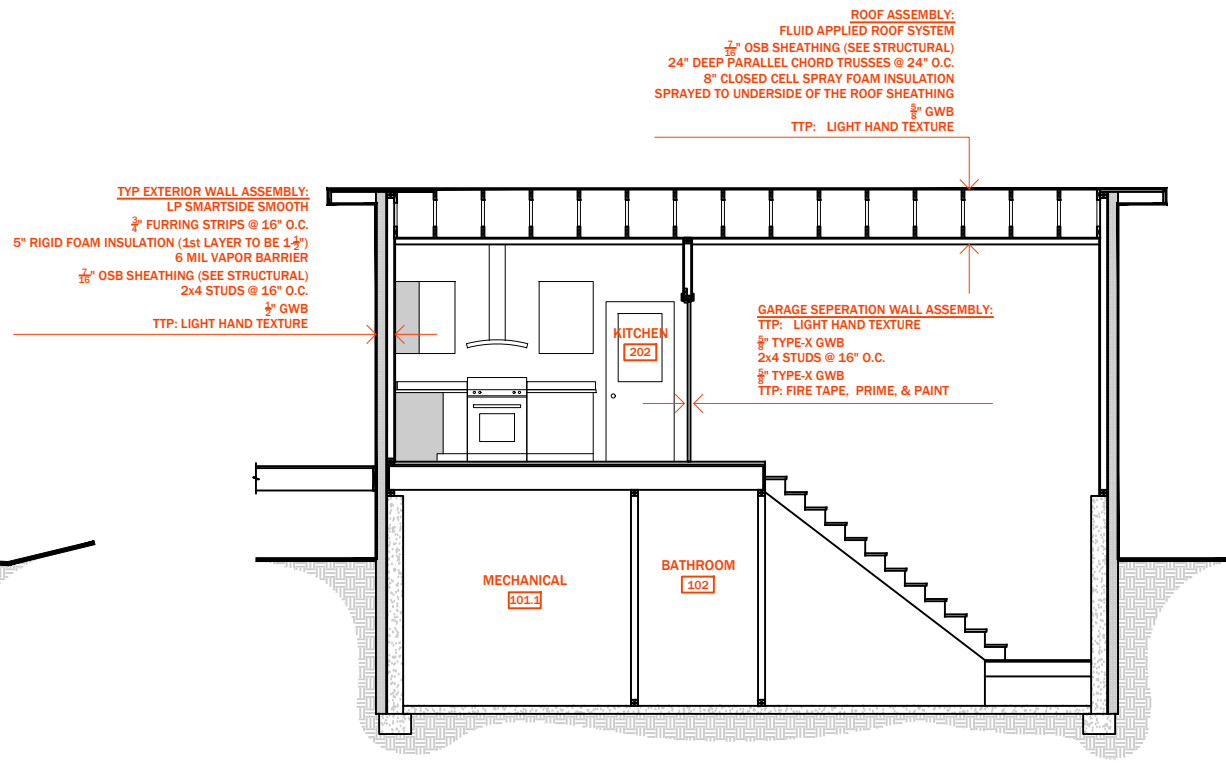 ROOF ASSEMBLY:
FLUID APPLIED ROOF SYSTEM
7/16" OSB SHEATHING (SEE STRUCTURAL)
24" DEEP PARALLEL CHORD TRUSSES @ 24" O.C.
8" CLOSED CELL SPRAY FOAM INSULATION
SPRAYED TO UNDERSIDE OF THE ROOF SHEATHING
5/8" GWB
TTP: LIGHT HAND TEXTURE
TYP EXTERIOR WALL ASSEMBLY:
LP SMARTSIDE SMOOTH
3/4" FURRING STRIPS @ 16" O.C.
5" RIGID FOAM INSULATION (1st LAYER TO BE 1-1/2")
6 MIL VAPOR BARRIER
7/16" OSB SHEATHING (SEE STRUCTURAL)
2x4 STUDS @ 16" O.C.
1/2" GWB
TTP: LIGHT HAND TEXTURE
GARAGE SEPERATION WALL ASSEMBLY:
TTP: LIGHT HAND TEXTURE
5/8" TYPE-X GWB
2x4 STUDS @ 16" O.C.
5/8" TYPE-X GWB
TTP: FIRE TAPE, PRIME, & PAINT
KITCHEN
202
MECHANICAL
101.1
BATHROOM
102